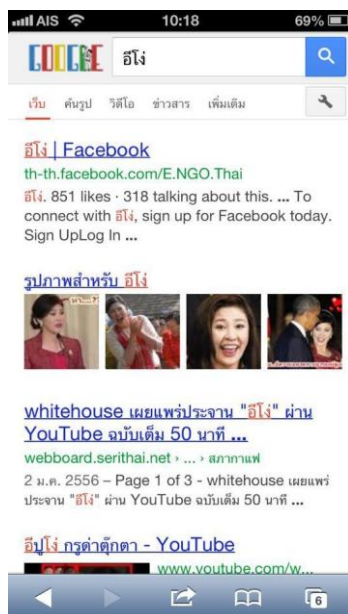 AIS 10:18 69%
GOOGLE อีโง่
เว็บ ค้นรูป วิดีโอ ข่าวสาร เพิ่มเติม
อีโง่ | Facebook
th-th.facebook.com/E.NGO.Thai
อีโง่. 851 likes · 318 talking about this. ... To
connect with อีโง่, sign up for Facebook today.
Sign UpLog In ...
รูปภาพสำหรับ อีโง่
whitehouse เผยแพร่ประจาน "อีโง่" ผ่าน
YouTube ฉบับเต็ม 50 นาที ...
webboard.serithai.net › ... › สภากาแฟ
2 ม.ค. 2556 – Page 1 of 3 - whitehouse เผยแพร่
ประจาน "อีโง่" ผ่าน YouTube ฉบับเต็ม 50 นาที ...
อีปูโง่ กรูด่าตุ๊กตา - YouTube
www.youtube.com/w...
6